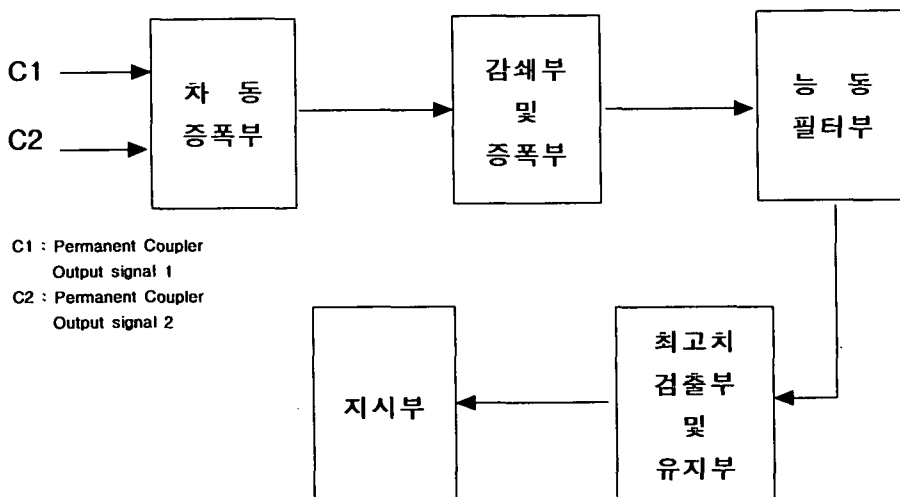 C1
C2
차 동
증폭부
감쇄부
및
증폭부
능 동
필터부
C1 : Permanent Coupler
Output signal 1
C2 : Permanent Coupler
Output signal 2
지시부
최고치
검출부
및
유지부